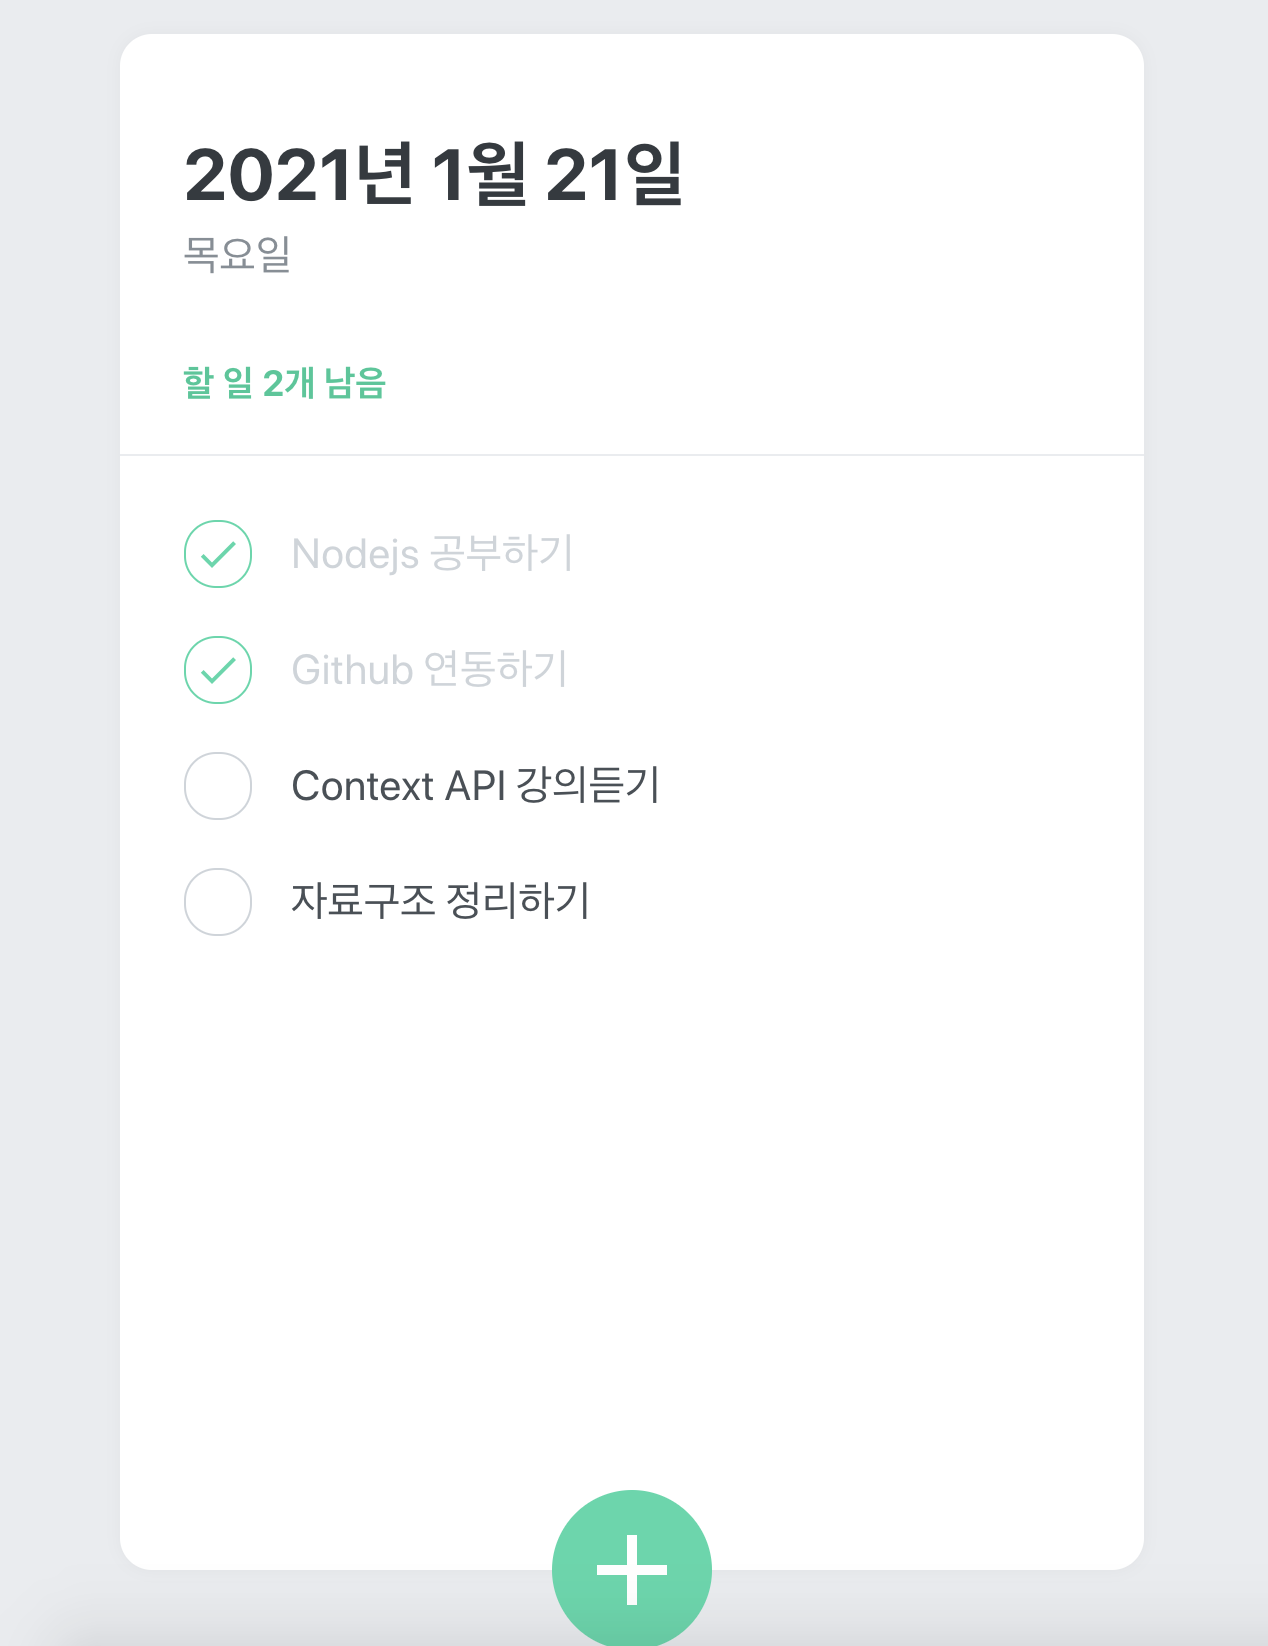 2021년 1월 21일
목요일
할 일 2개 남음
Nodejs 공부하기
Github 연동하기
Context API 강의듣기
자료구조 정리하기